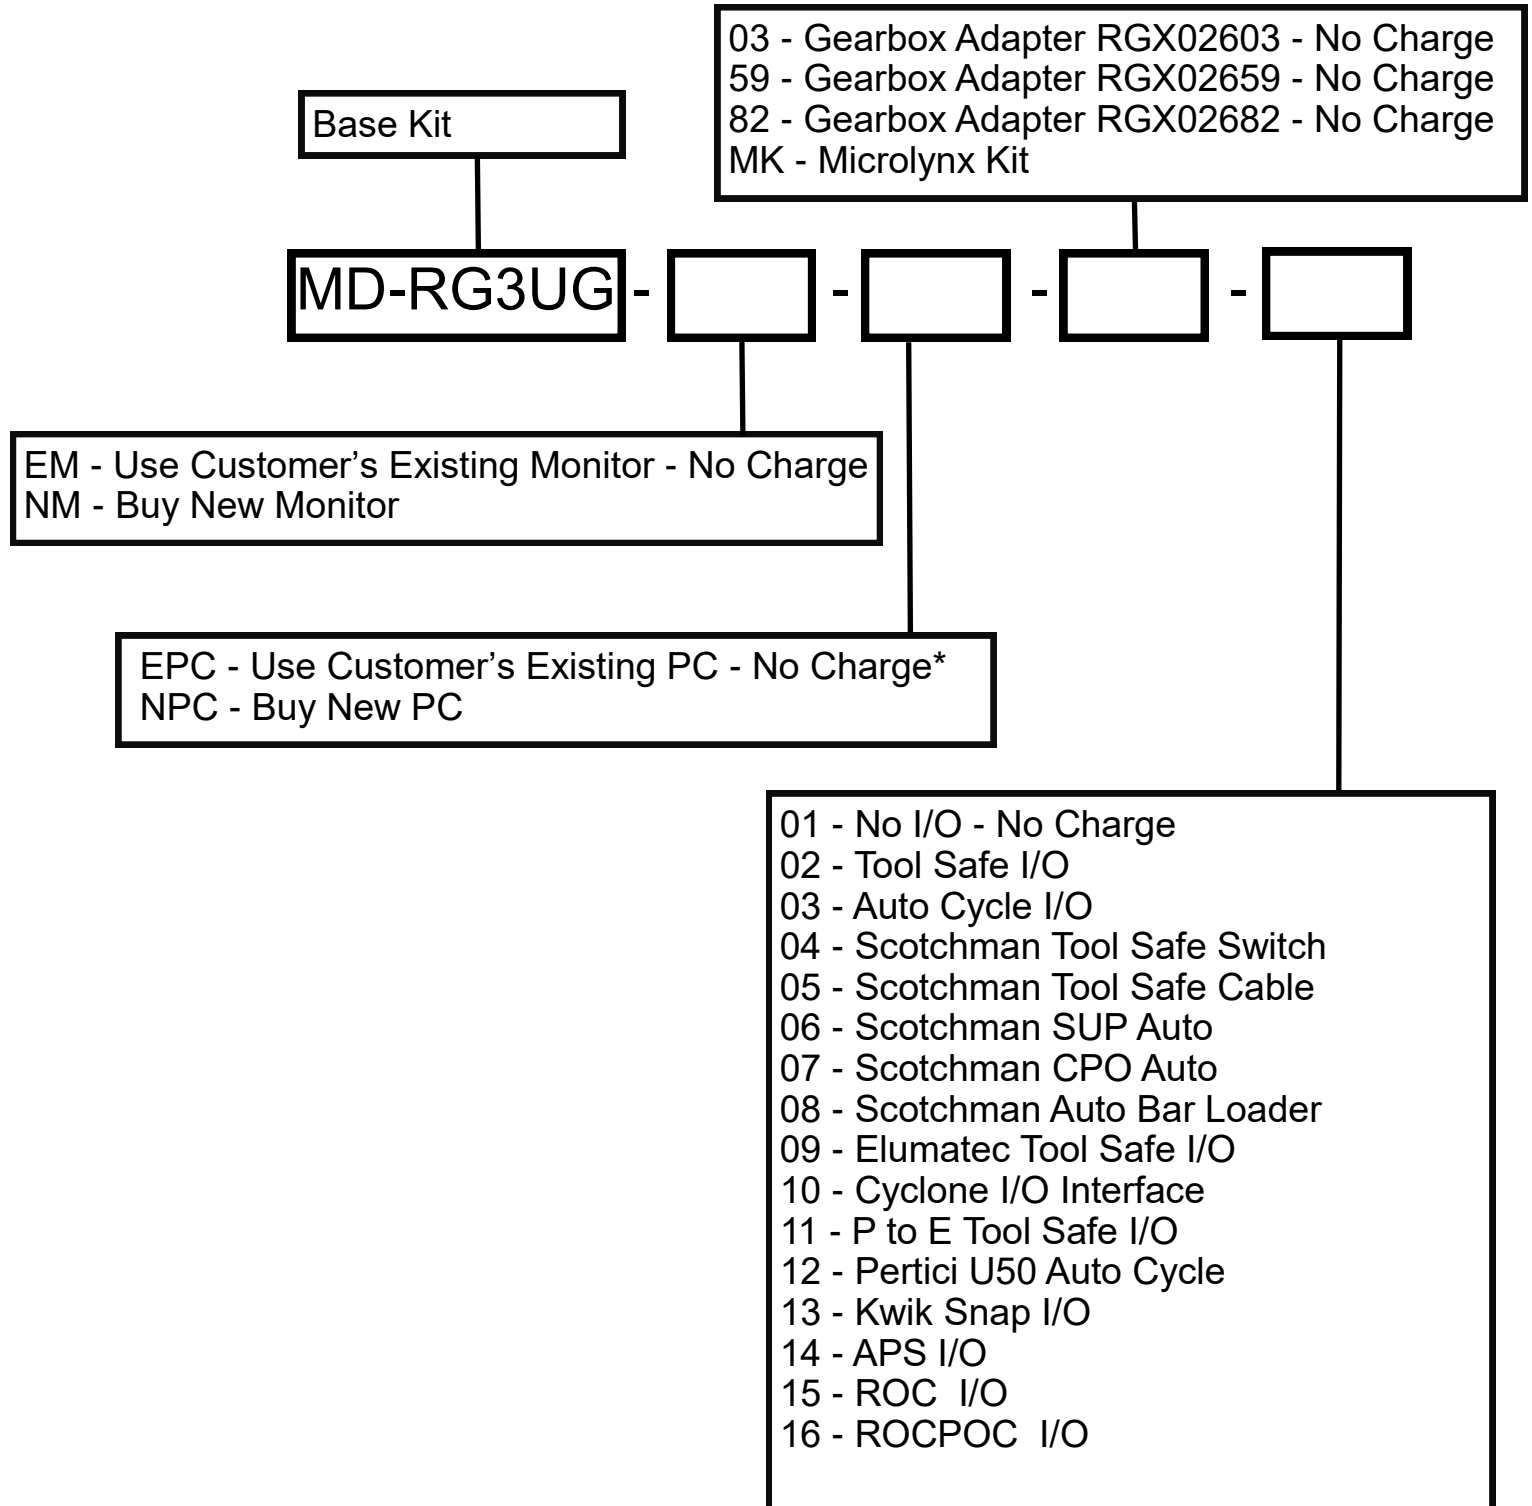 03 - Gearbox Adapter RGX02603 - No Charge
59 - Gearbox Adapter RGX02659 - No Charge
82 - Gearbox Adapter RGX02682 - No Charge
MK - Microlynx Kit
Base Kit
MD-RG3UG - - - -
EM - Use Customer’s Existing Monitor - No Charge
NM - Buy New Monitor
EPC - Use Customer’s Existing PC - No Charge*
NPC - Buy New PC
01 - No I/O - No Charge
02 - Tool Safe I/O
03 - Auto Cycle I/O
04 - Scotchman Tool Safe Switch
05 - Scotchman Tool Safe Cable
06 - Scotchman SUP Auto
07 - Scotchman CPO Auto
08 - Scotchman Auto Bar Loader
09 - Elumatec Tool Safe I/O
10 - Cyclone I/O Interface
11 - P to E Tool Safe I/O
12 - Pertici U50 Auto Cycle
13 - Kwik Snap I/O
14 - APS I/O
15 - ROC  I/O
16 - ROCPOC  I/O